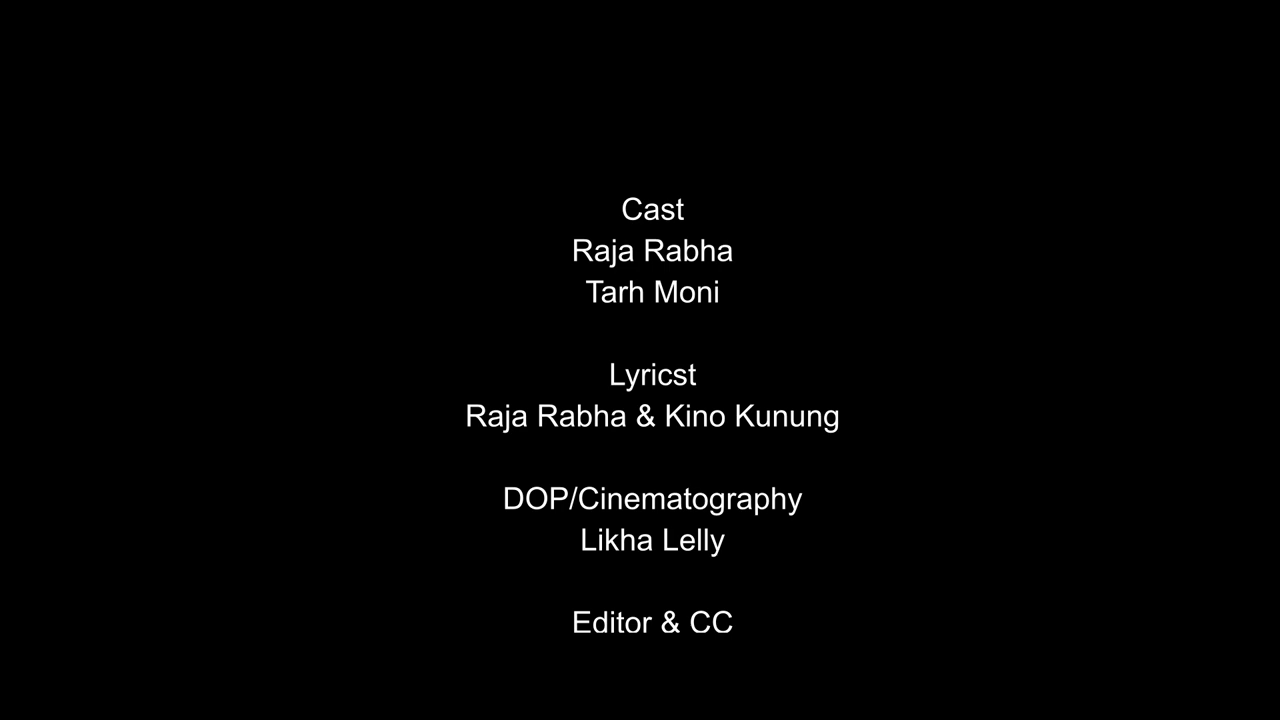 Cast
Raja Rabha
Tarh Moni
Lyricst
Raja Rabha & Kino Kunung
DOP/Cinematography
Likha Lelly
Editor & CC